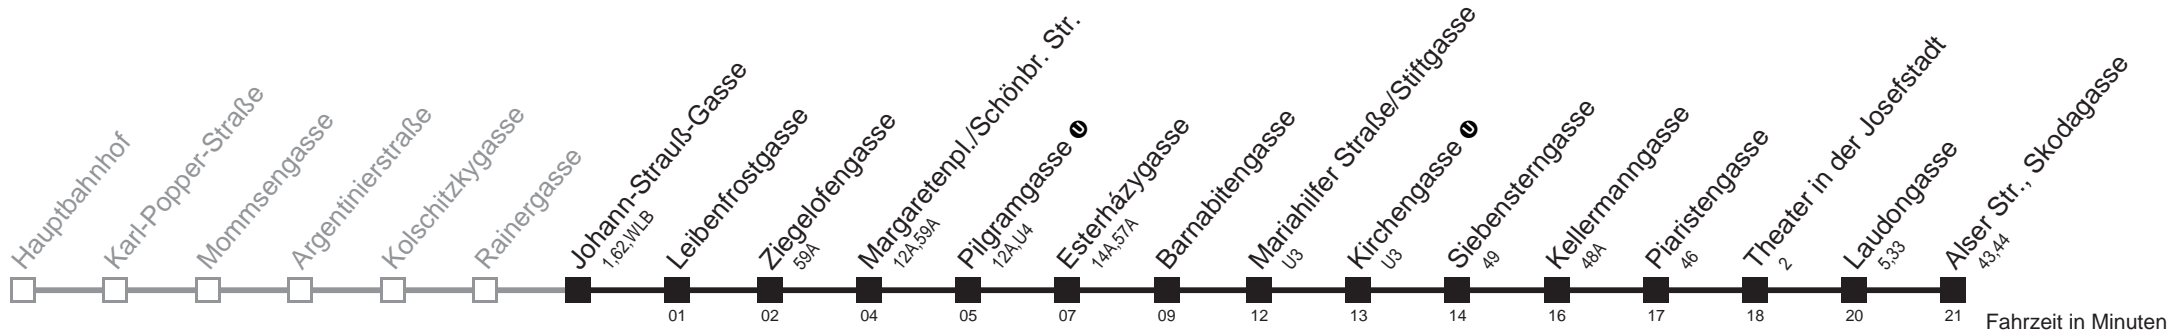 Hauptbahnhof
Karl-Popper-Straße
Mommsengasse
Argentinierstraße
Kolschitzkygasse
Rainergasse
Johann-Strauß-Gasse
1,62,WLB
Leibenfrostgasse
Ziegelofengasse
59A
Margaretenpl./Schönbr. Str.
12A,59A
Pilgramgasse U
12A,U4
Esterházygasse
14A,57A
Barnabitengasse
Mariahilfer Straße/Stiftgasse
U3
Kirchengasse U
U3
Siebensterngasse
49
Kellermanngasse
48A
Piaristengasse
46
Theater in der Josefstadt
2
Laudongasse
5,33
Alser Str., Skodagasse
43,44
01 02 04 05 07 09 12 13 14 16 17 18 20 21 Fahrzeit in Minuten